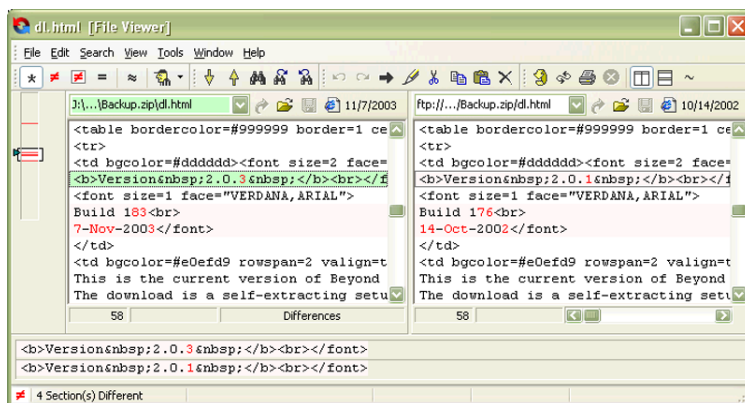 dl.html [File Viewer]
File Edit Search View Tools Window Help
J:\...\Backup.zip\dl.html 11/7/2003
ftp://.../Backup.zip/dl.html 10/14/2002
<table bordercolor=#999999 border=1 ce
<tr>
<td bgcolor=#dddddd><font size=2 face=
<b>Version&nbsp;2.0.3&nbsp;</b><br></f
<font size=1 face="VERDANA,ARIAL">
Build 183<br>
7-Nov-2003</font>
</td>
<td bgcolor=#e0efd9 rowspan=2 valign=t
This is the current version of Beyond
The download is a self-extracting setu
58 Differences
<table bordercolor=#999999 border=1 ce
<tr>
<td bgcolor=#dddddd><font size=2 face=
<b>Version&nbsp;2.0.1&nbsp;</b><br></f
<font size=1 face="VERDANA,ARIAL">
Build 176<br>
14-Oct-2002</font>
</td>
<td bgcolor=#e0efd9 rowspan=2 valign=t
This is the current version of Beyond
The download is a self-extracting setu
58
<b>Version&nbsp;2.0.3&nbsp;</b><br></font>
<b>Version&nbsp;2.0.1&nbsp;</b><br></font>
4 Section(s) Different